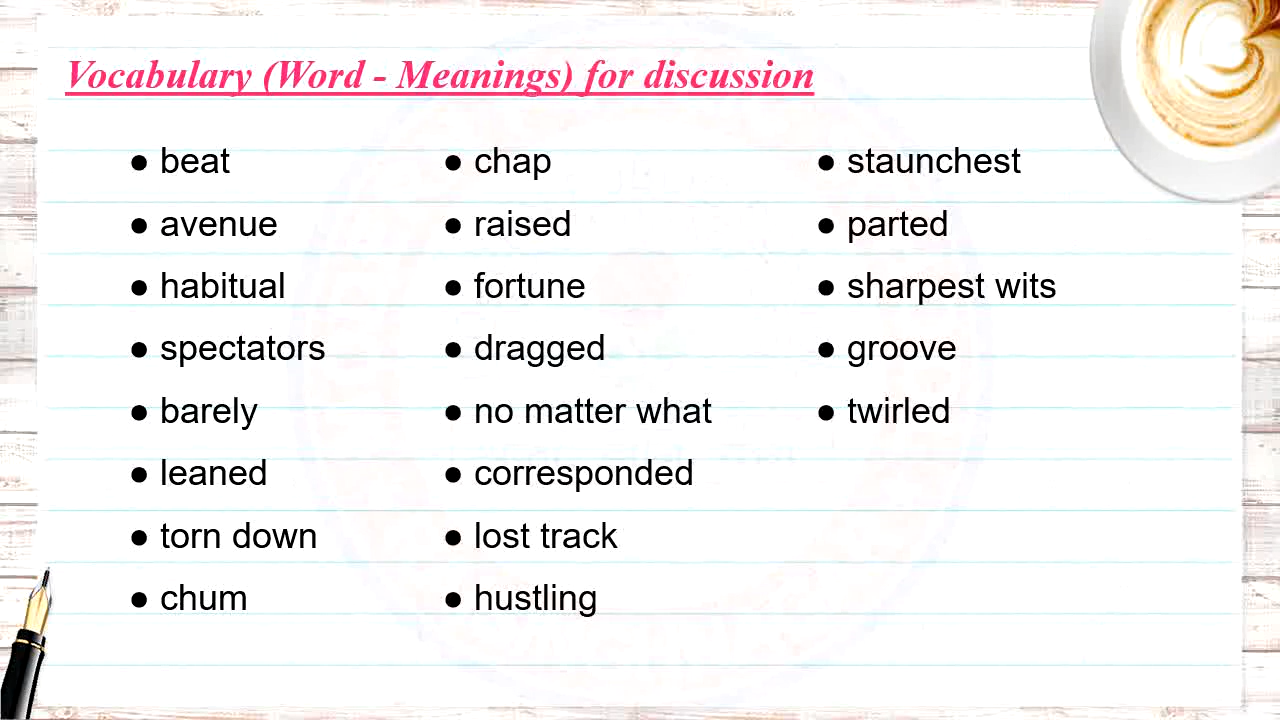 Vocabulary (Word - Meanings) for discussion
● beat
● avenue
● habitual
● spectators
● barely
● leaned
● torn down
● chum
● chap
● raised
● fortune
● dragged
● no matter what
● corresponded
● lost track
● hustling
● staunchest
● parted
● sharpest wits
● groove
● twirled